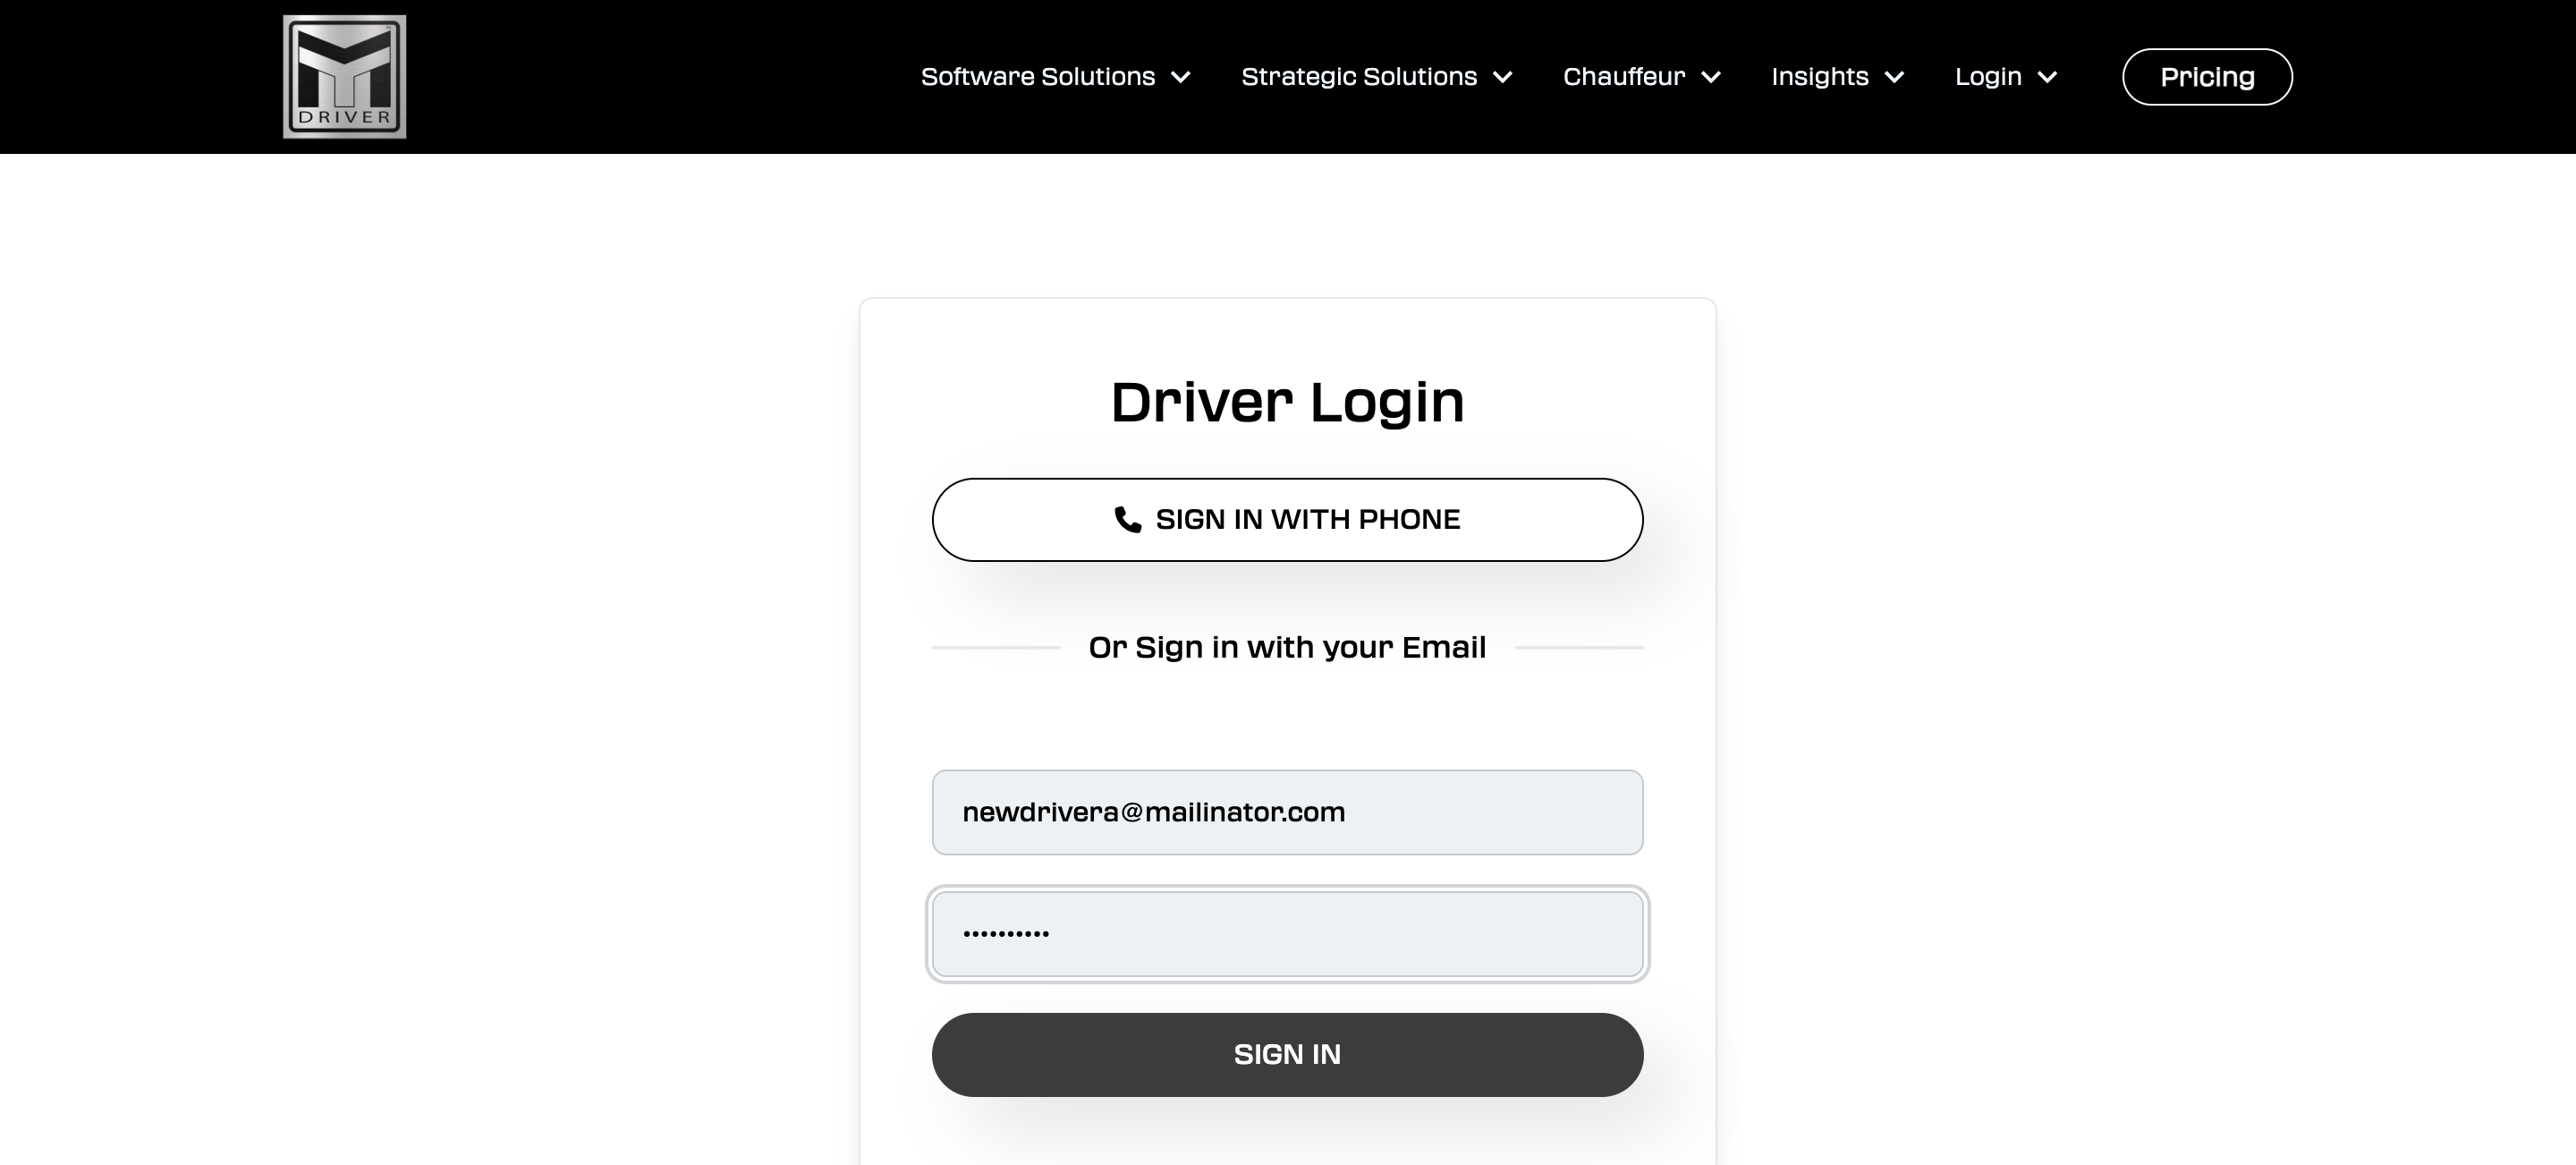 DRIVER
Software Solutions
Strategic Solutions
Chauffeur
Insights
Login
Pricing
Driver Login
SIGN IN WITH PHONE
Or Sign in with your Email
newdrivera@mailinator.com
••••••••••
SIGN IN